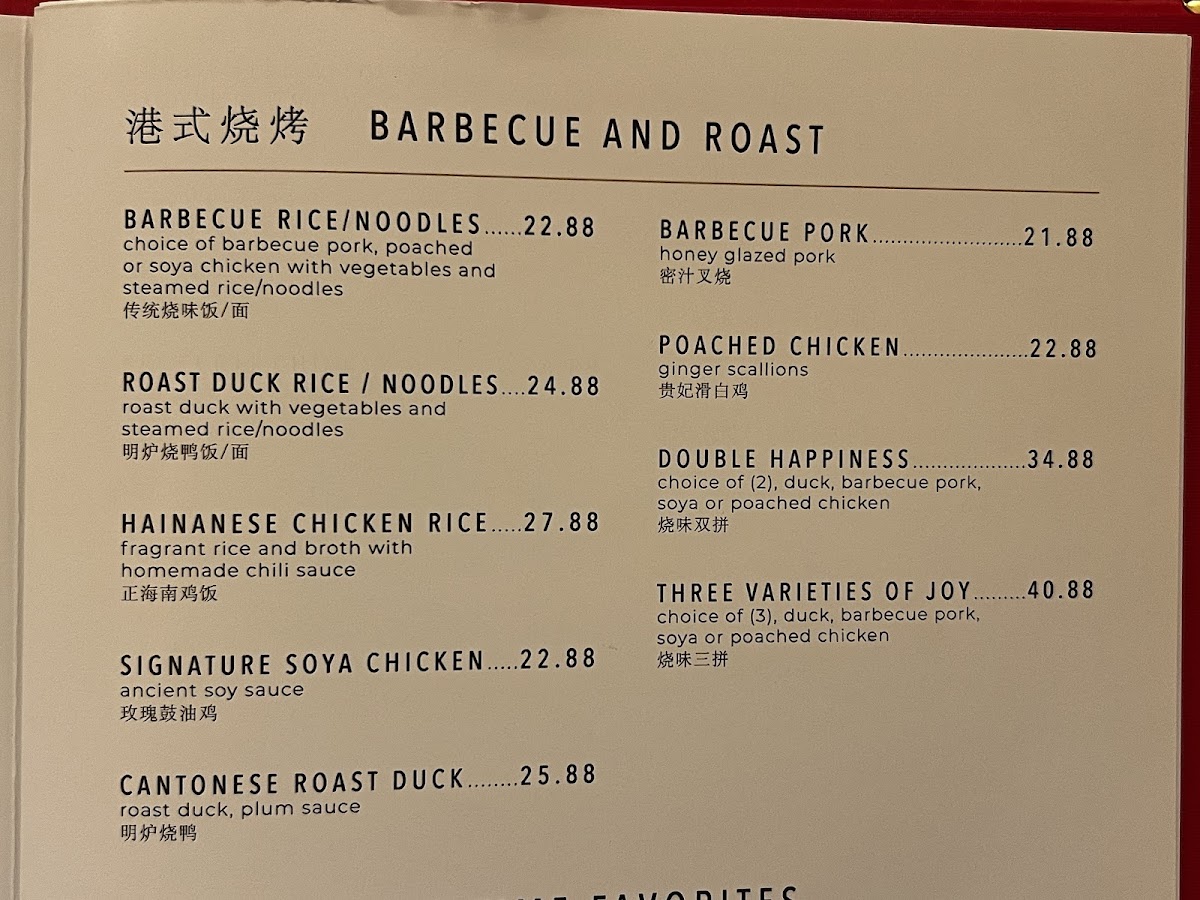 港式烧烤 BARBECUE AND ROAST
BARBECUE RICE/NOODLES......22.88
choice of barbecue pork, poached
or soya chicken with vegetables and
steamed rice/noodles
传统烧味饭/面
ROAST DUCK RICE / NOODLES....24.88
roast duck with vegetables and
steamed rice/noodles
明炉烧鸭饭/面
HAINANESE CHICKEN RICE.....27.88
fragrant rice and broth with
homemade chili sauce
正海南鸡饭
SIGNATURE SOYA CHICKEN.....22.88
ancient soy sauce
玫瑰鼓油鸡
CANTONESE ROAST DUCK........25.88
roast duck, plum sauce
明炉烧鸭
BARBECUE PORK.........................21.88
honey glazed pork
密汁叉烧
POACHED CHICKEN.....................22.88
ginger scallions
贵妃滑白鸡
DOUBLE HAPPINESS...................34.88
choice of (2), duck, barbecue pork,
soya or poached chicken
烧味双拼
THREE VARIETIES OF JOY.........40.88
choice of (3), duck, barbecue pork,
soya or poached chicken
烧味三拼
FAVORITES